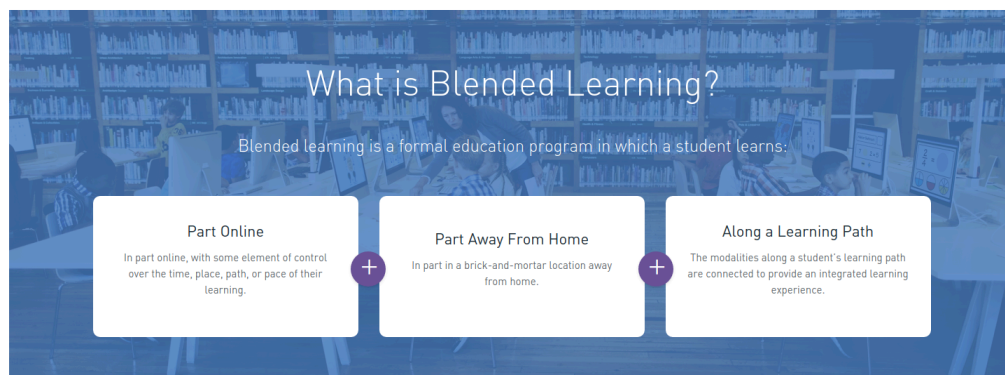 What is Blended Learning?
Blended learning is a formal education program in which a student learns:
Part Online
In part online, with some element of control
over the time, place, path, or pace of their
learning.
+
Part Away From Home
In part in a brick-and-mortar location away
from home.
+
Along a Learning Path
The modalities along a student's learning path
are connected to provide an integrated learning
experience.